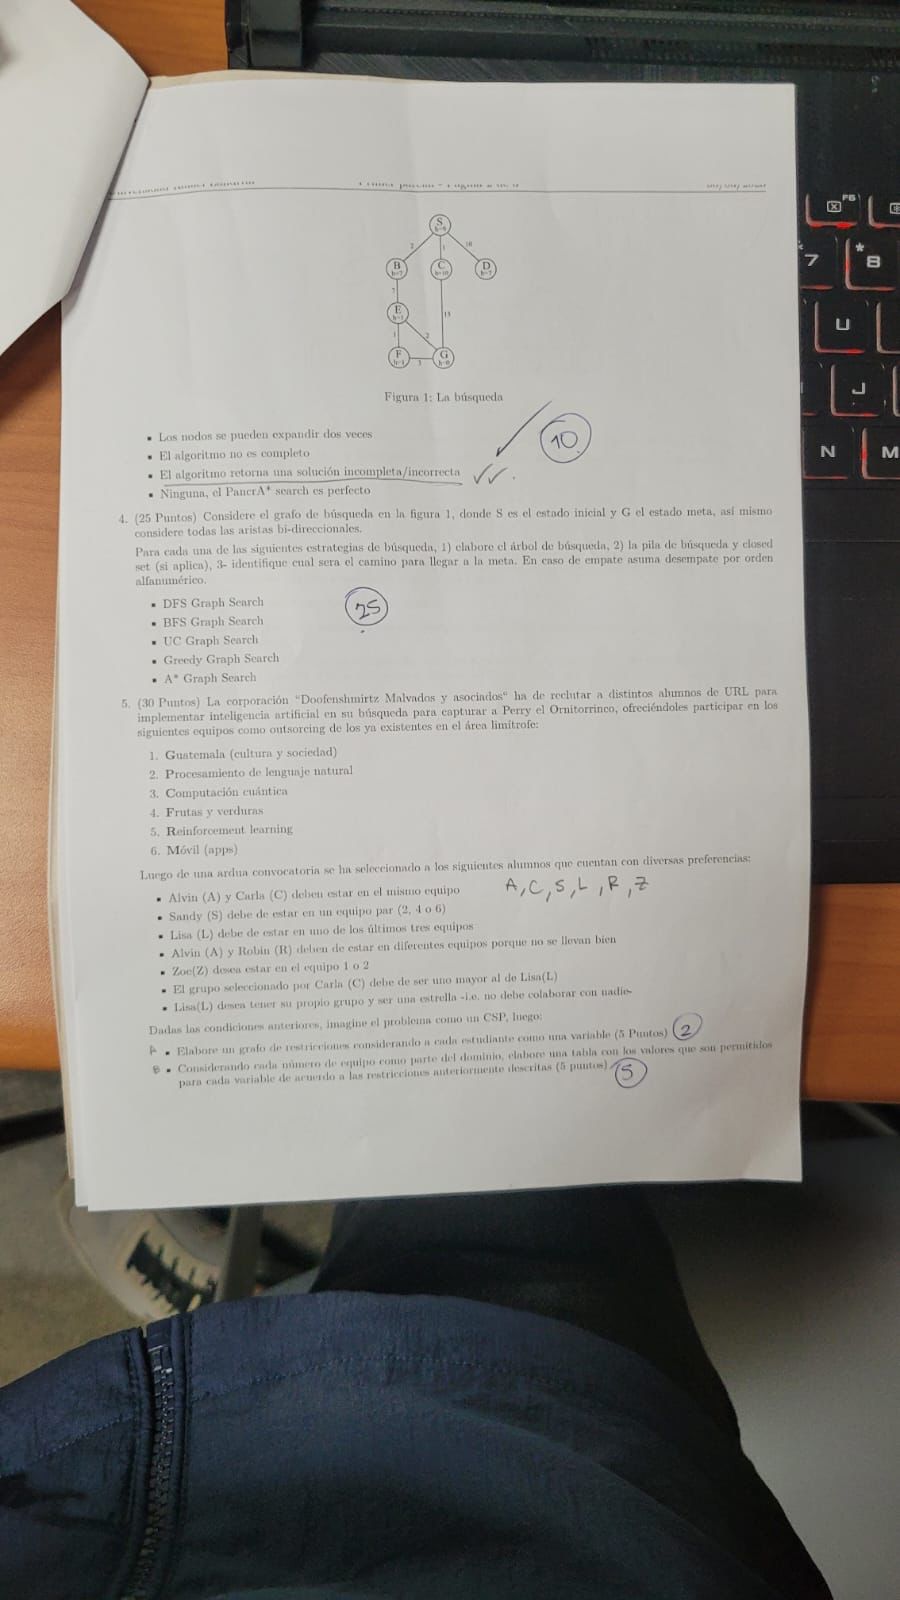 S
2
1
B
h=7
C
h=10
D
h=7
7
E
h=1
15
1
2
F
G
h=0
3
Figura 1: La búsqueda
▪ Los nodos se pueden expandir dos veces
▪ El algoritmo no es completo
▪ El algoritmo retorna una solución incompleta/incorrecta
▪ Ninguna, el PancrA* search es perfecto
10
4. (25 Puntos) Considere el grafo de búsqueda en la figura 1, donde S es el estado inicial y G el estado meta, así mismo
considere todas las aristas bi-direccionales.
Para cada una de las siguientes estrategias de búsqueda, 1) elabore el árbol de búsqueda, 2) la pila de búsqueda y closed
set (si aplica), 3- identifique cual sera el camino para llegar a la meta. En caso de empate asuma desempate por orden
alfanumérico.
▪ DFS Graph Search
▪ BFS Graph Search
▪ UC Graph Search
▪ Greedy Graph Search
▪ A* Graph Search
25
5. (30 Puntos) La corporación "Doofenshmirtz Malvados y asociados" ha de reclutar a distintos alumnos de URL para
implementar inteligencia artificial en su búsqueda para capturar a Perry el Ornitorrinco, ofreciéndoles participar en los
siguientes equipos como outsorcing de los ya existentes en el área limítrofe:
1. Guatemala (cultura y sociedad)
2. Procesamiento de lenguaje natural
3. Computación cuántica
4. Frutas y verduras
5. Reinforcement learning
6. Móvil (apps)
Luego de una ardua convocatoria se ha seleccionado a los siguientes alumnos que cuentan con diversas preferencias:
▪ Alvin (A) y Carla (C) deben estar en el mismo equipo
A, C, S, L, R, Z
▪ Sandy (S) debe de estar en un equipo par (2, 4 o 6)
▪ Lisa (L) debe de estar en uno de los últimos tres equipos
▪ Alvin (A) y Robin (R) deben de estar en diferentes equipos porque no se llevan bien
▪ Zoe(Z) desea estar en el equipo 1 o 2
▪ El grupo seleccionado por Carla (C) debe de ser uno mayor al de Lisa(L)
▪ Lisa(L) desea tener su propio grupo y ser una estrella -i.e. no debe colaborar con nadie-
Dadas las condiciones anteriores, imagine el problema como un CSP, luego:
A ▪ Elabore un grafo de restricciones considerando a cada estudiante como una variable (5 Puntos) 2
B ▪ Considerando cada número de equipo como parte del dominio, elabore una tabla con los valores que son permitidos
para cada variable de acuerdo a las restricciones anteriormente descritas (5 puntos) 5
F6
7
*
8
U
J
N
M